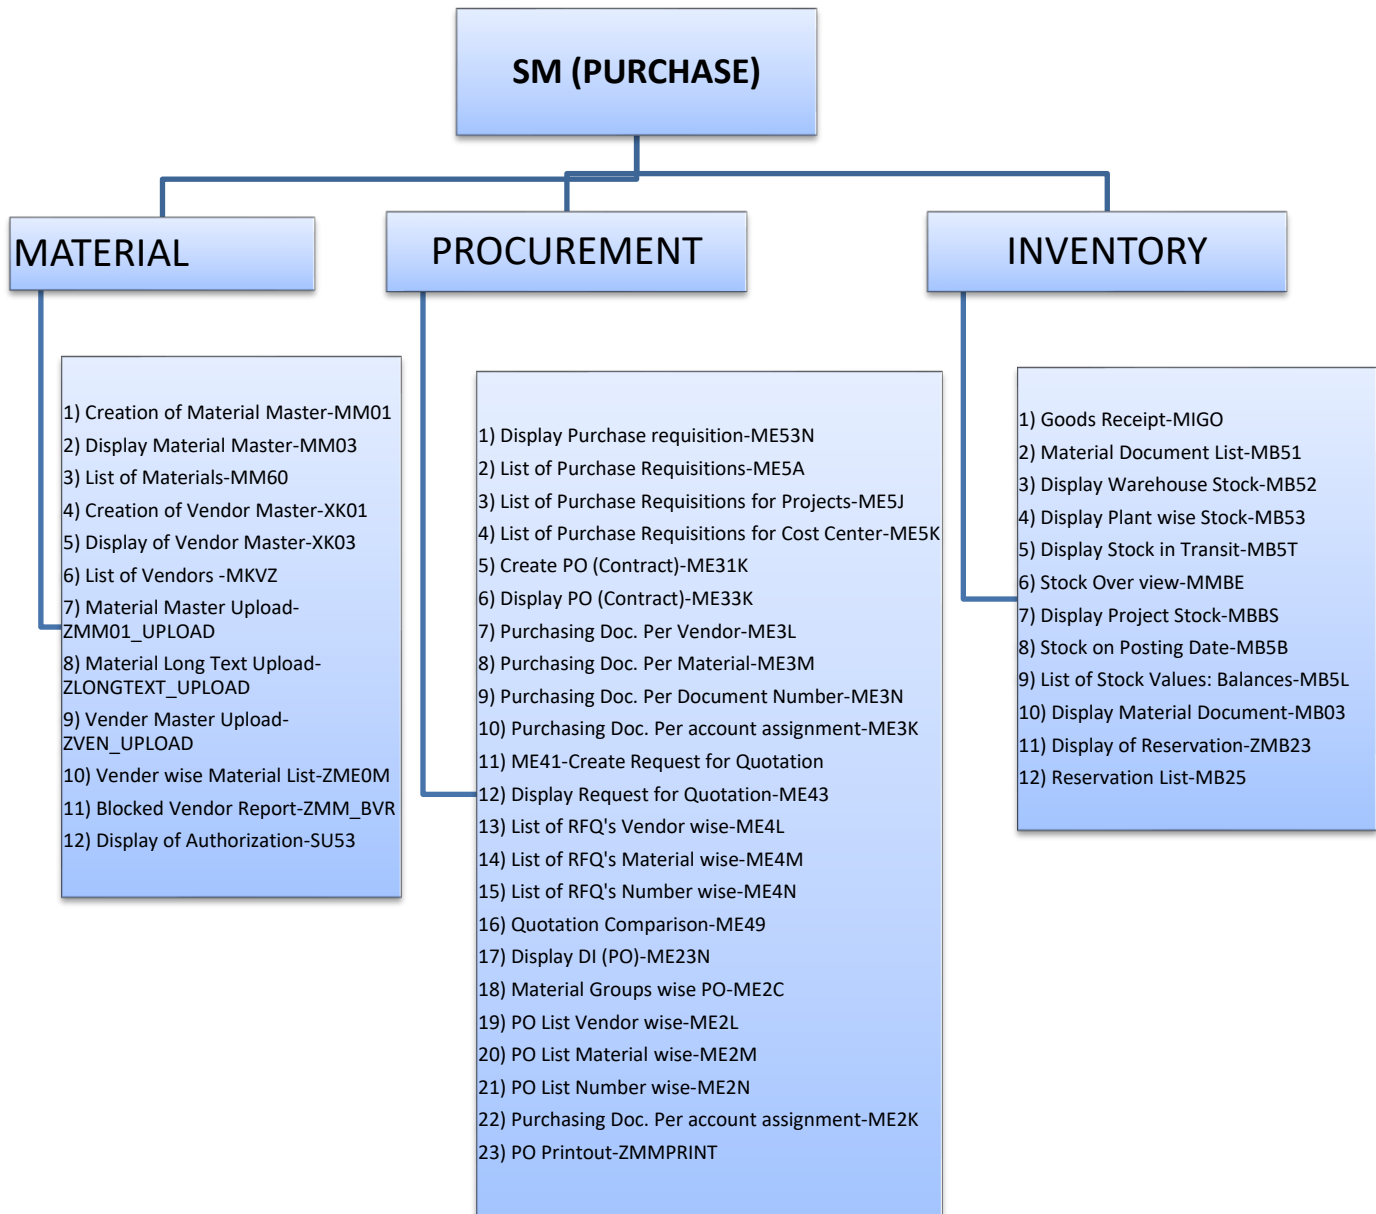 SM (PURCHASE)
MATERIAL
PROCUREMENT
INVENTORY
1) Creation of Material Master-MM01
2) Display Material Master-MM03
3) List of Materials-MM60
4) Creation of Vendor Master-XK01
5) Display of Vendor Master-XK03
6) List of Vendors -MKVZ
7) Material Master Upload-
ZMM01_UPLOAD
8) Material Long Text Upload-
ZLONGTEXT_UPLOAD
9) Vender Master Upload-
ZVEN_UPLOAD
10) Vender wise Material List-ZME0M
11) Blocked Vendor Report-ZMM_BVR
12) Display of Authorization-SU53
1) Display Purchase requisition-ME53N
2) List of Purchase Requisitions-ME5A
3) List of Purchase Requisitions for Projects-ME5J
4) List of Purchase Requisitions for Cost Center-ME5K
5) Create PO (Contract)-ME31K
6) Display PO (Contract)-ME33K
7) Purchasing Doc. Per Vendor-ME3L
8) Purchasing Doc. Per Material-ME3M
9) Purchasing Doc. Per Document Number-ME3N
10) Purchasing Doc. Per account assignment-ME3K
11) ME41-Create Request for Quotation
12) Display Request for Quotation-ME43
13) List of RFQ's Vendor wise-ME4L
14) List of RFQ's Material wise-ME4M
15) List of RFQ's Number wise-ME4N
16) Quotation Comparison-ME49
17) Display DI (PO)-ME23N
18) Material Groups wise PO-ME2C
19) PO List Vendor wise-ME2L
20) PO List Material wise-ME2M
21) PO List Number wise-ME2N
22) Purchasing Doc. Per account assignment-ME2K
23) PO Printout-ZMMPRINT
1) Goods Receipt-MIGO
2) Material Document List-MB51
3) Display Warehouse Stock-MB52
4) Display Plant wise Stock-MB53
5) Display Stock in Transit-MB5T
6) Stock Over view-MMBE
7) Display Project Stock-MBBS
8) Stock on Posting Date-MB5B
9) List of Stock Values: Balances-MB5L
10) Display Material Document-MB03
11) Display of Reservation-ZMB23
12) Reservation List-MB25